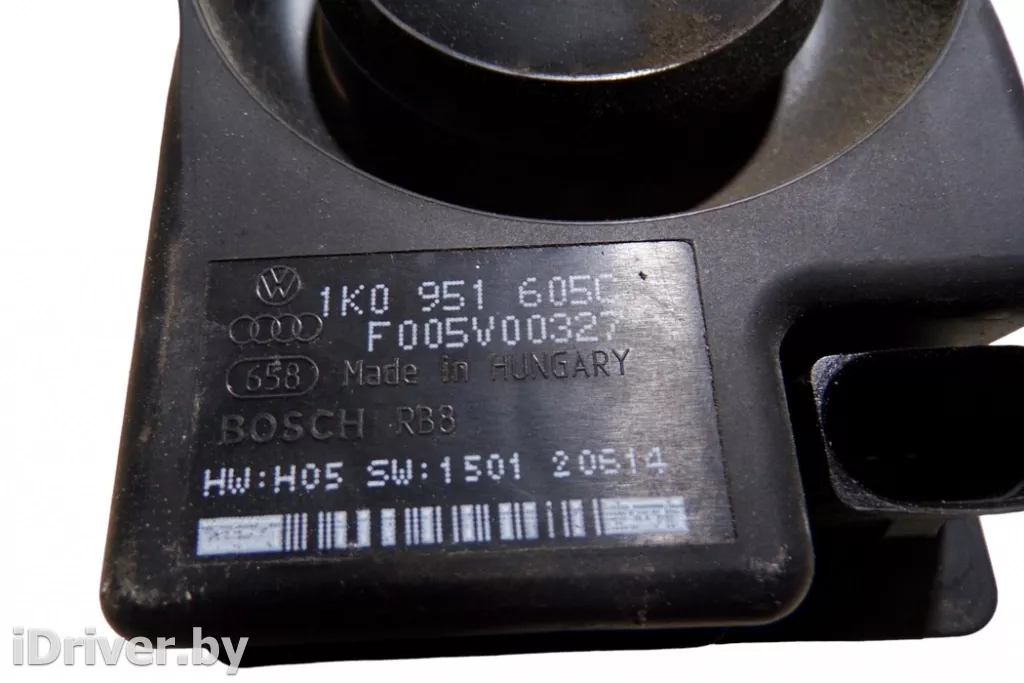 1K0 951 605C
F005V00327
658 Made in HUNGARY
BOSCH RB8
HW:H05 SW:1501 20614
iDriver.by